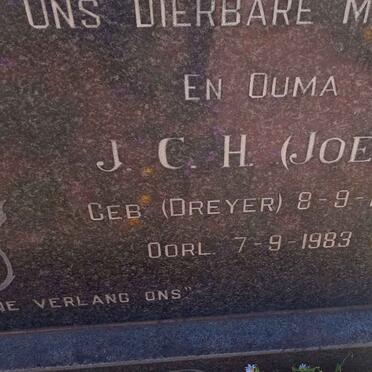 ONS DIERBARE
EN OUMA
J. C. H. (JOE
GEB (DREYER) 8-9-
OORL. 7-9-1983
VERLANG ONS."